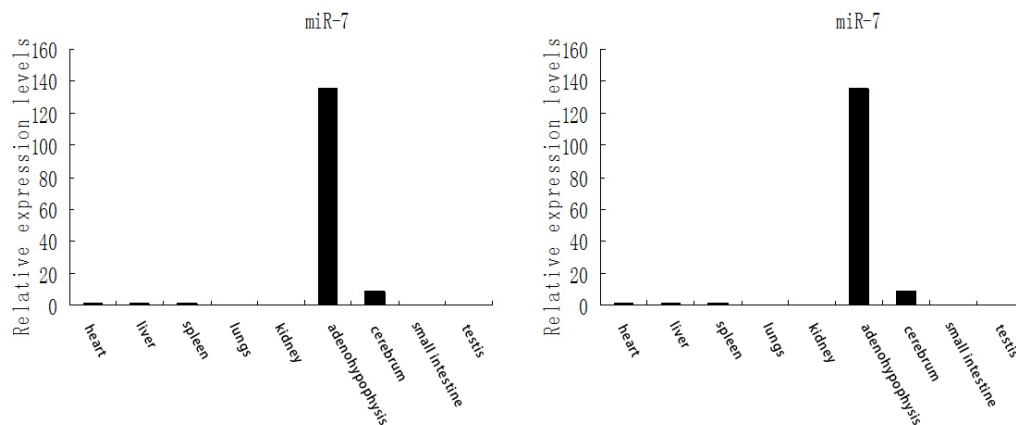 miR-7
Relative expression levels
160
140
120
100
80
60
40
20
0
heart
liver
spleen
lungs
kidney
adenohypophysis
cerebrum
small intestine
testis
miR-7
Relative expression levels
160
140
120
100
80
60
40
20
0
heart
liver
spleen
lungs
kidney
adenohypophysis
cerebrum
small intestine
testis